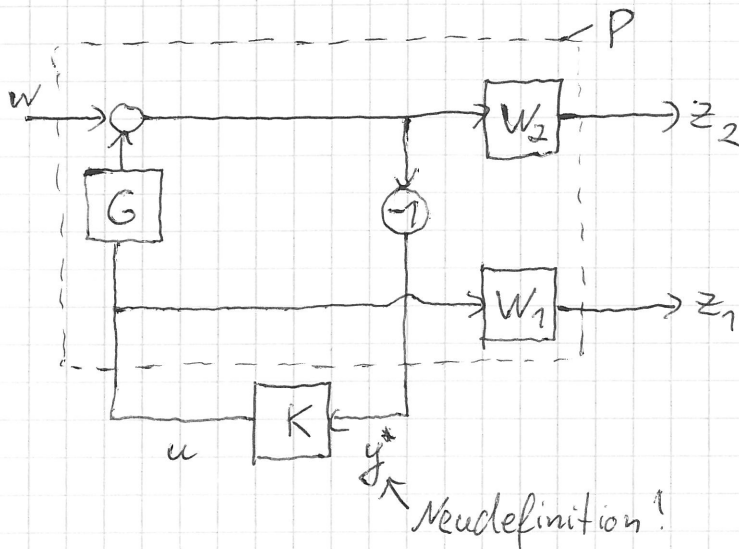 P
w
W₂
z₂
G
-1
W₁
z₁
K
u
y*
Neudefinition!